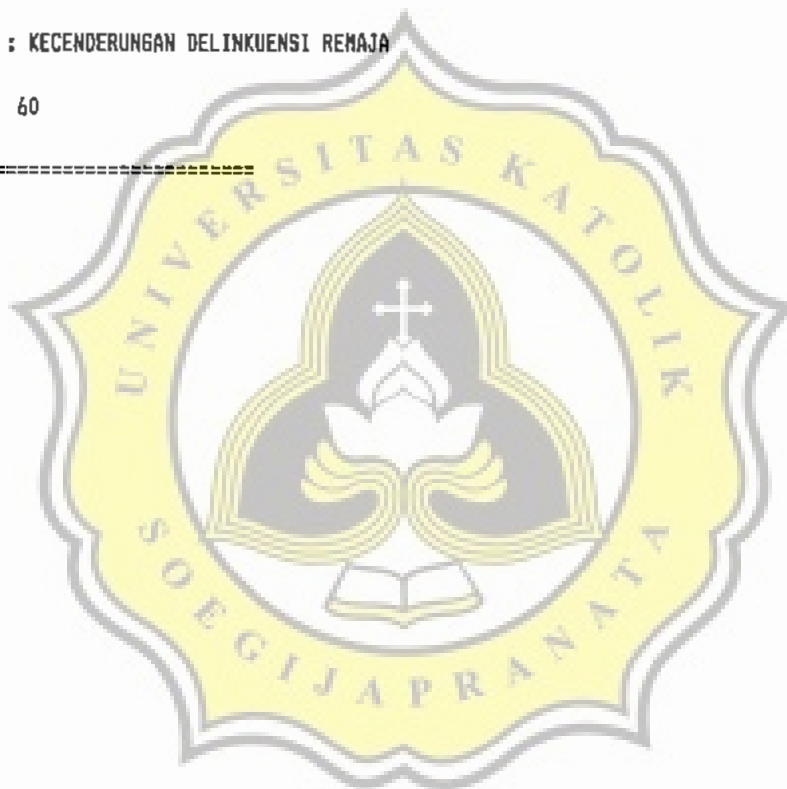 : KECENDERUNGAN DELINKUENSI REMAJA
60
==============================
UNIVERSITAS KATOLIK
SOEGIJAPRANATA